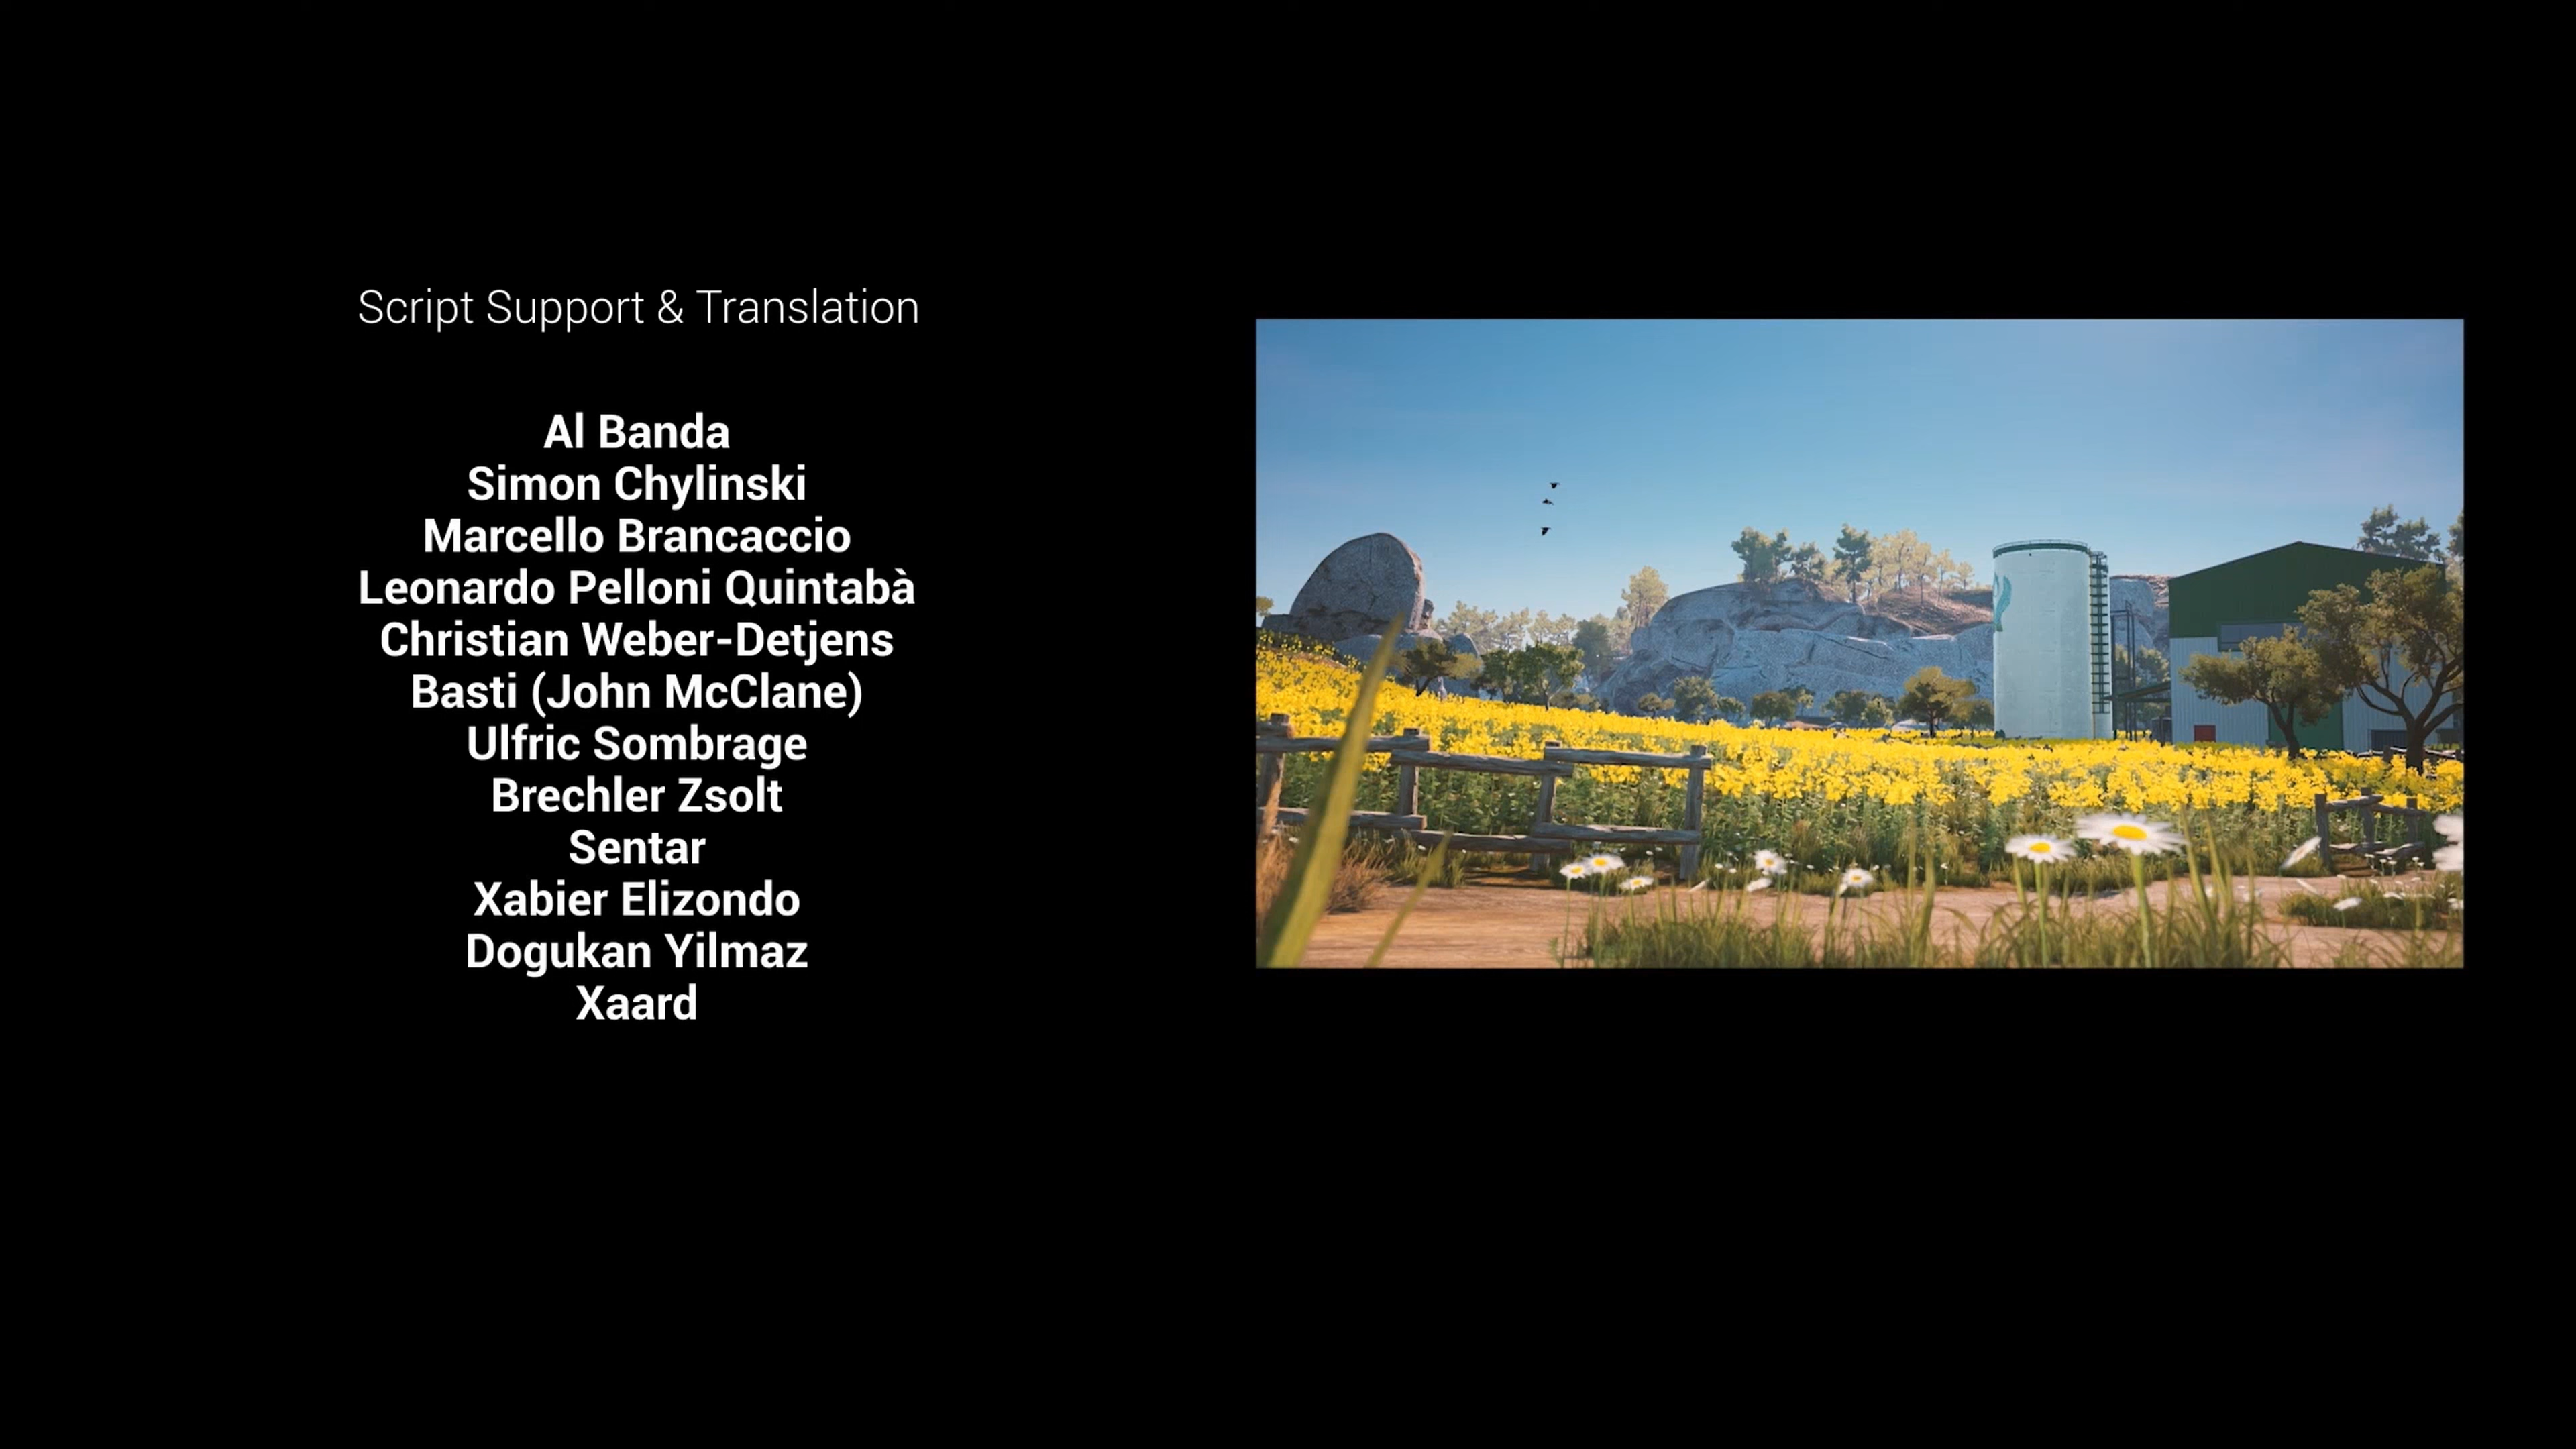 Script Support & Translation
Al Banda
Simon Chylinski
Marcello Brancaccio
Leonardo Pelloni Quintabà
Christian Weber-Detjens
Basti (John McClane)
Ulfric Sombrage
Brechler Zsolt
Sentar
Xabier Elizondo
Dogukan Yilmaz
Xaard